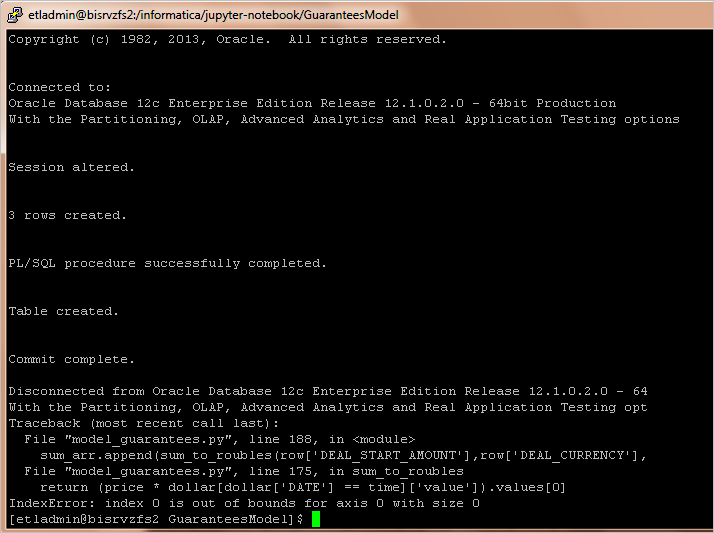 etladmin@bisrvzfs2:/informatica/jupyter-notebook/GuaranteesModel
Copyright (c) 1982, 2013, Oracle.  All rights reserved.
Connected to:
Oracle Database 12c Enterprise Edition Release 12.1.0.2.0 - 64bit Production
With the Partitioning, OLAP, Advanced Analytics and Real Application Testing options
Session altered.
3 rows created.
PL/SQL procedure successfully completed.
Table created.
Commit complete.
Disconnected from Oracle Database 12c Enterprise Edition Release 12.1.0.2.0 - 64
With the Partitioning, OLAP, Advanced Analytics and Real Application Testing opt
Traceback (most recent call last):
  File "model_guarantees.py", line 188, in <module>
    sum_arr.append(sum_to_roubles(row['DEAL_START_AMOUNT'],row['DEAL_CURRENCY'],
  File "model_guarantees.py", line 175, in sum_to_roubles
    return (price * dollar[dollar['DATE'] == time]['value']).values[0]
IndexError: index 0 is out of bounds for axis 0 with size 0
[etladmin@bisrvzfs2 GuaranteesModel]$